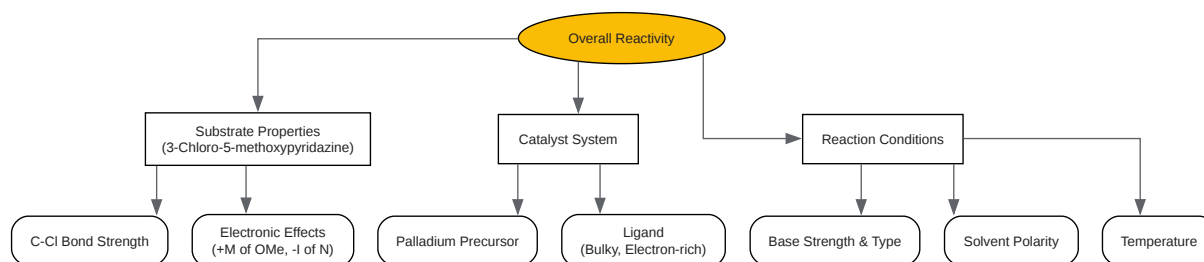 Overall Reactivity
Substrate Properties
(3-Chloro-5-methoxypyridazine)
Catalyst System
Reaction Conditions
C-Cl Bond Strength
Electronic Effects
(+M of OMe, -I of N)
Palladium Precursor
Ligand
(Bulky, Electron-rich)
Base Strength & Type
Solvent Polarity
Temperature